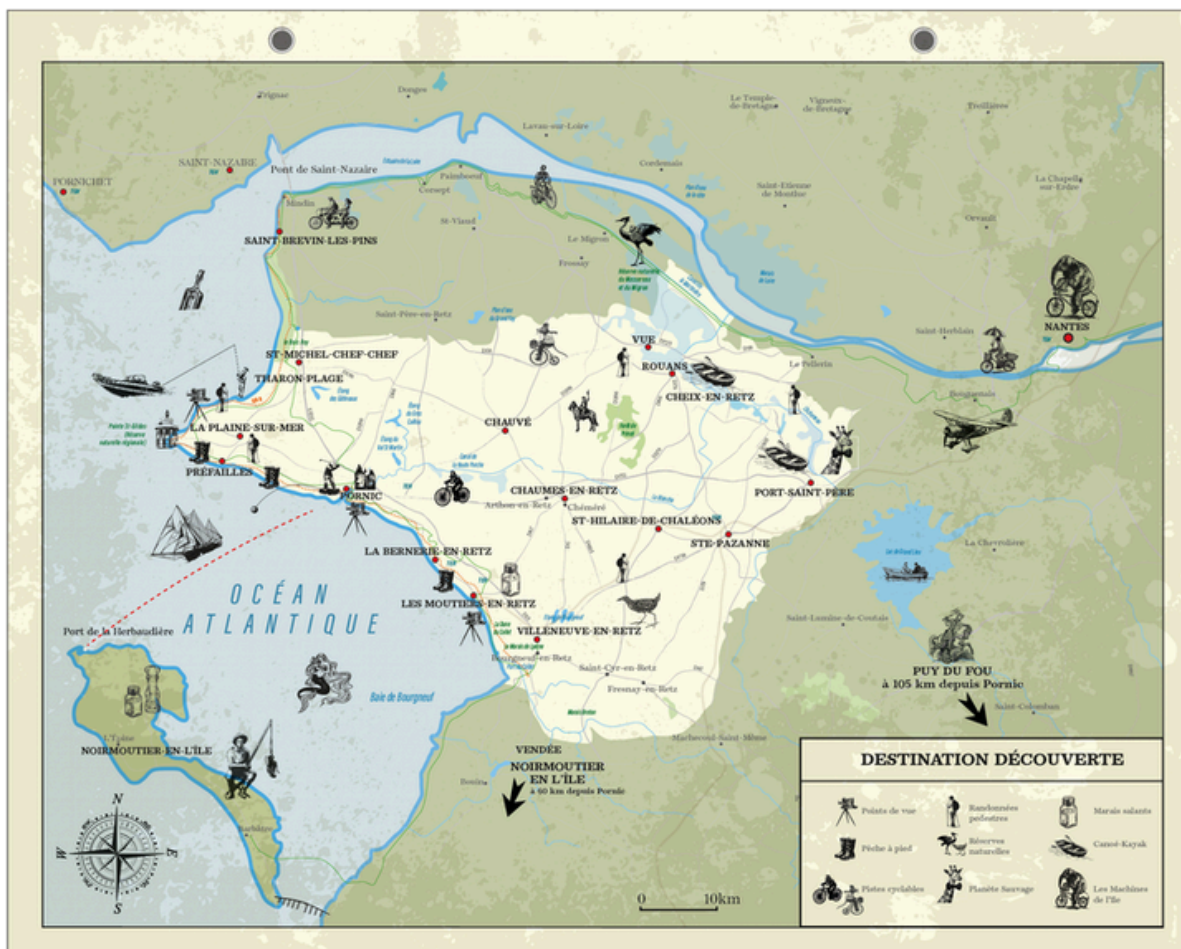 Trignac
Donges
Le Temple-
de-Bretagne
Vigneux-
de-Bretagne
Treillières
Lavau-sur-Loire
Cordemais
SAINT-NAZAIRE
Pont de Saint-Nazaire
PORNICHET
Paimboeuf
Corsept
Saint-Etienne
de Montluc
La Chapelle
sur-Erdre
Mindin
St-Viaud
Orvault
SAINT-BREVIN-LES-PINS
Le Migron
Frossay
Saint-Père-en-Retz
Saint-Herblain
NANTES
VUE
ST-MICHEL-CHEF-CHEF
THARON-PLAGE
ROUANS
Le Pellerin
CHEIX-EN-RETZ
Bouguenais
LA PLAINE-SUR-MER
CHAUVÉ
PRÉFAILLES
PORNIC
CHAUMES-EN-RETZ
Arthon-en-Retz
Chéméré
PORT-SAINT-PÈRE
ST-HILAIRE-DE-CHALÉONS
STE-PAZANNE
LA BERNERIE-EN-RETZ
La Chevrolière
LES MOUTIERS-EN-RETZ
OCÉAN
ATLANTIQUE
Port de la Herbaudière
VILLENEUVE-EN-RETZ
Bourgneuf-en-Retz
Saint-Lumine-de-Coutais
Saint-Cyr-en-Retz
Fresnay-en-Retz
PUY DU FOU
à 105 km depuis Pornic
Baie de Bourgneuf
Saint-Colomban
NOIRMOUTIER-EN-L'ÎLE
Machecoul-Saint-Même
VENDÉE
NOIRMOUTIER
EN L'ÎLE
à 60 km depuis Pornic
Bouin
Barbâtre
N
W
E
S
0 10km
DESTINATION DÉCOUVERTE
Points de vue
Randonnées
pédestres
Marais salants
Pêche à pied
Réserves
naturelles
Canoë-Kayak
Pistes cyclables
Planète Sauvage
Les Machines
de l'île